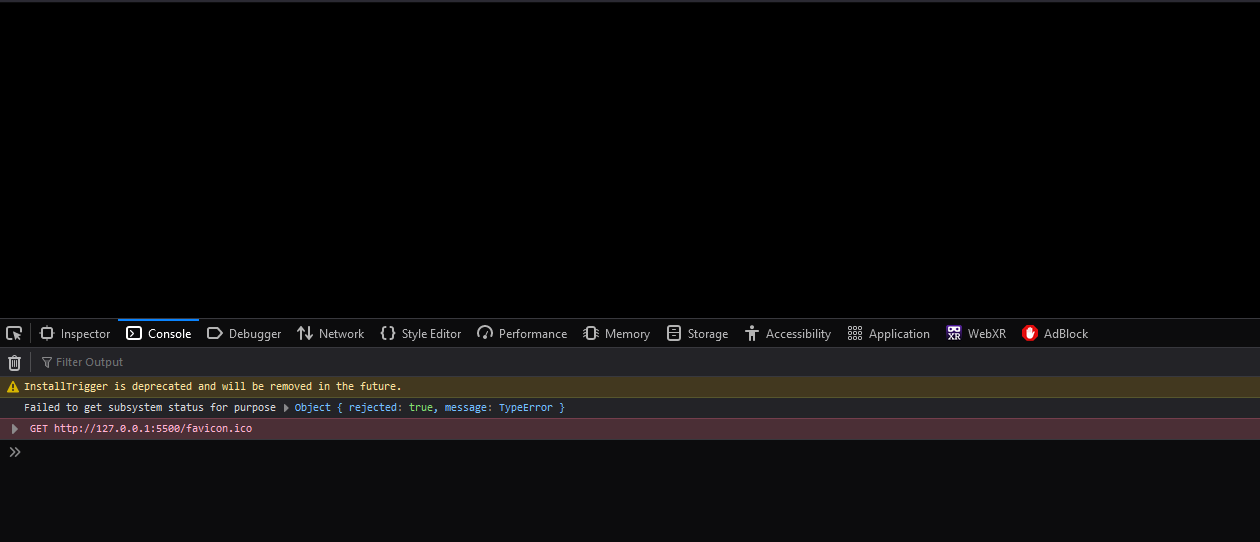 Inspector Console Debugger Network Style Editor Performance Memory Storage Accessibility Application XR WebXR AdBlock
Filter Output
InstallTrigger is deprecated and will be removed in the future.
Failed to get subsystem status for purpose Object { rejected: true, message: TypeError }
GET http://127.0.0.1:5500/favicon.ico